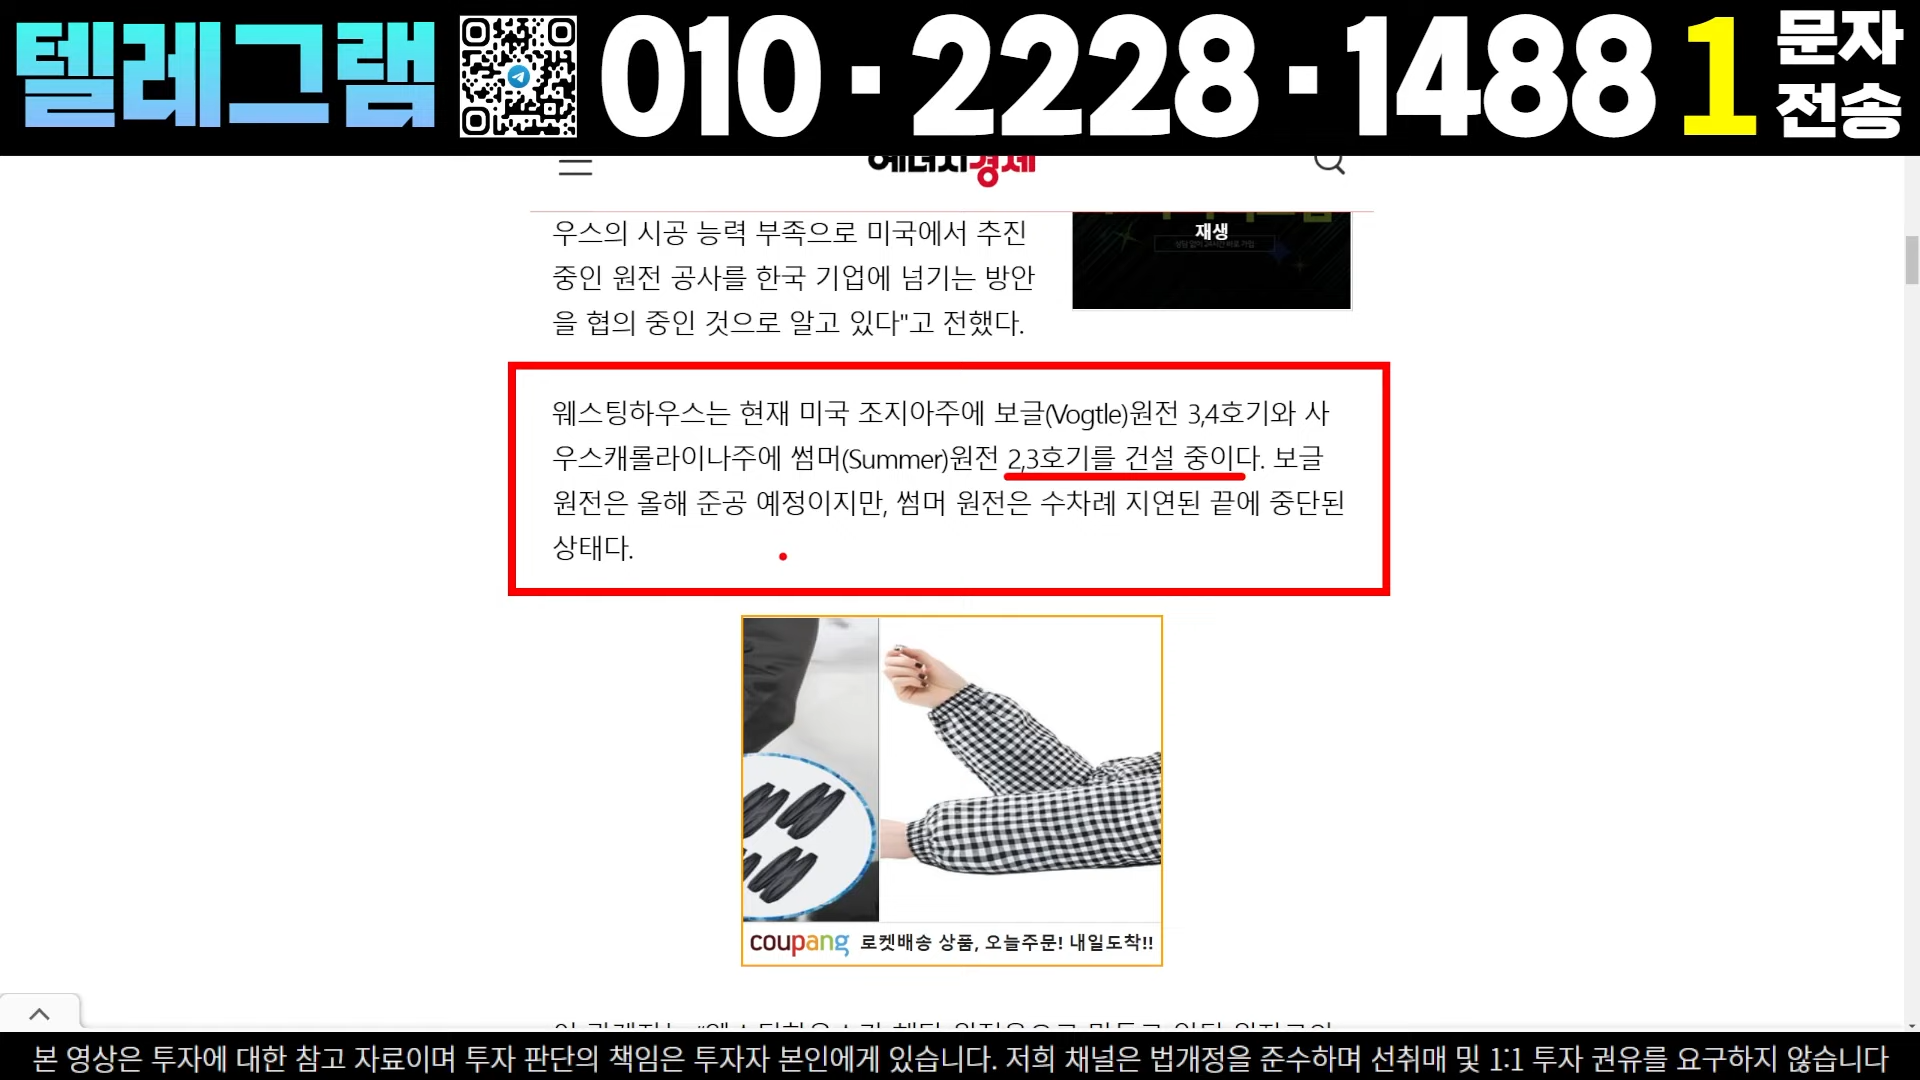 텔레그램
010·2228·1488 1
문자
전송
에너지경제
우스의 시공 능력 부족으로 미국에서 추진
중인 원전 공사를 한국 기업에 넘기는 방안
을 협의 중인 것으로 알고 있다"고 전했다.
재생
웨스팅하우스는 현재 미국 조지아주에 보글(Vogtle)원전 3,4호기와 사
우스캐롤라이나주에 썸머(Summer)원전 2,3호기를 건설 중이다. 보글
원전은 올해 준공 예정이지만, 썸머 원전은 수차례 지연된 끝에 중단된
상태다.
coupang 로켓배송 상품, 오늘주문! 내일도착!!
본 영상은 투자에 대한 참고 자료이며 투자 판단의 책임은 투자자 본인에게 있습니다. 저희 채널은 법개정을 준수하며 선취매 및 1:1 투자 권유를 요구하지 않습니다